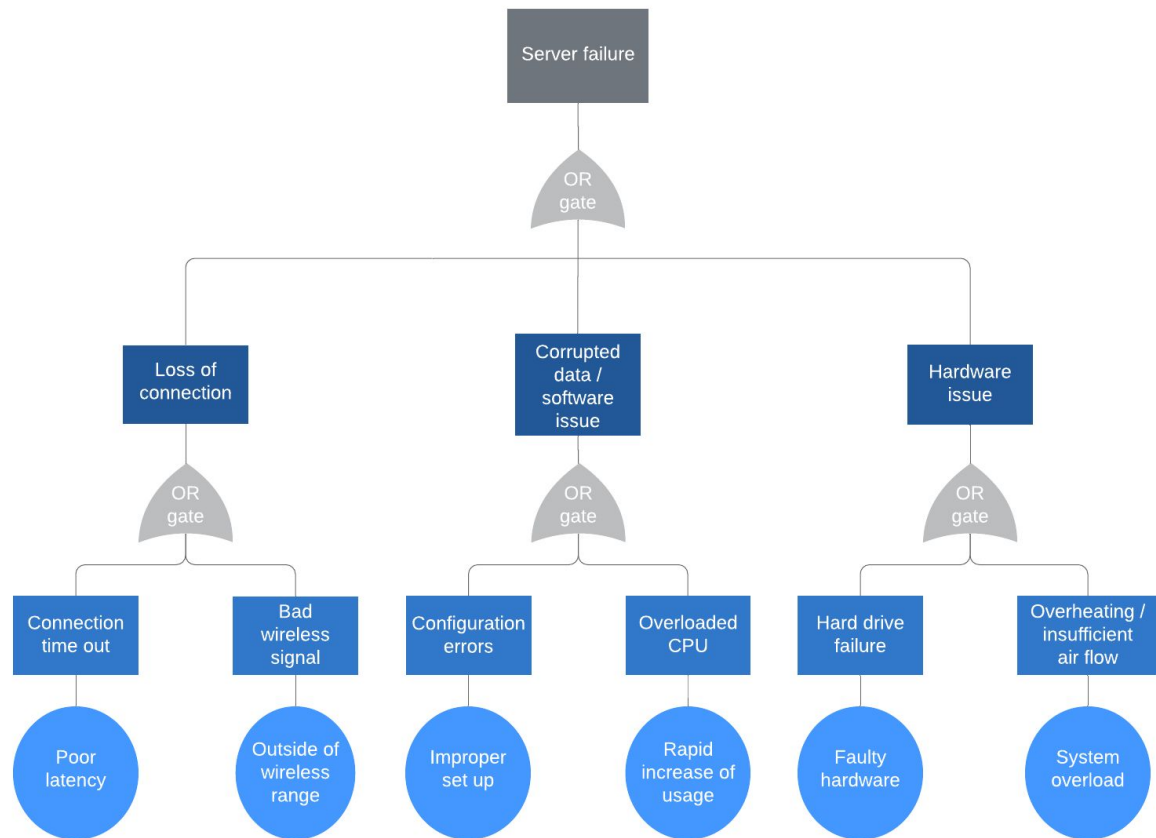 Server failure
OR
gate
Loss of
connection
Corrupted
data /
software
issue
Hardware
issue
OR
gate
OR
gate
OR
gate
Connection
time out
Bad
wireless
signal
Configuration
errors
Overloaded
CPU
Hard drive
failure
Overheating /
insufficient
air flow
Poor
latency
Outside of
wireless
range
Improper
set up
Rapid
increase of
usage
Faulty
hardware
System
overload